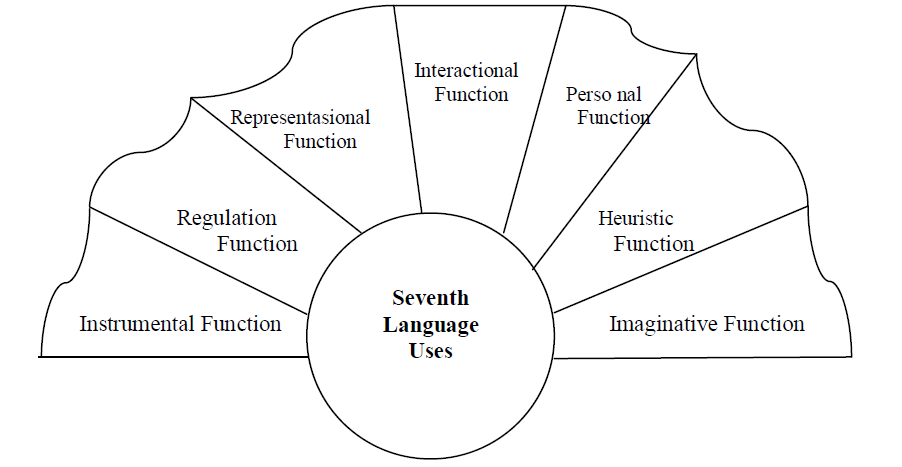 Interactional
Function
Perso nal
Function
Representasional
Function
Regulation
Function
Heuristic
Function
Seventh
Language
Uses
Instrumental Function
Imaginative Function